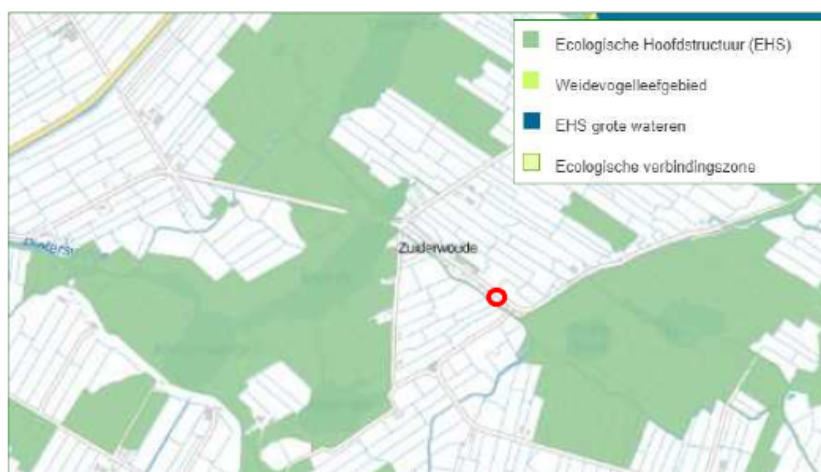 Ecologische Hoofdstructuur (EHS)
Weidevogelleefgebied
EHS grote wateren
Ecologische verbindingszone
Zuiderwoude